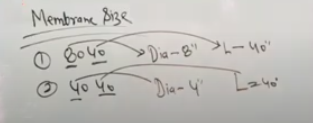 Membrane Size
① 8040 → Dia-8" → L-40"
② 4040 Dia-4" L=40"